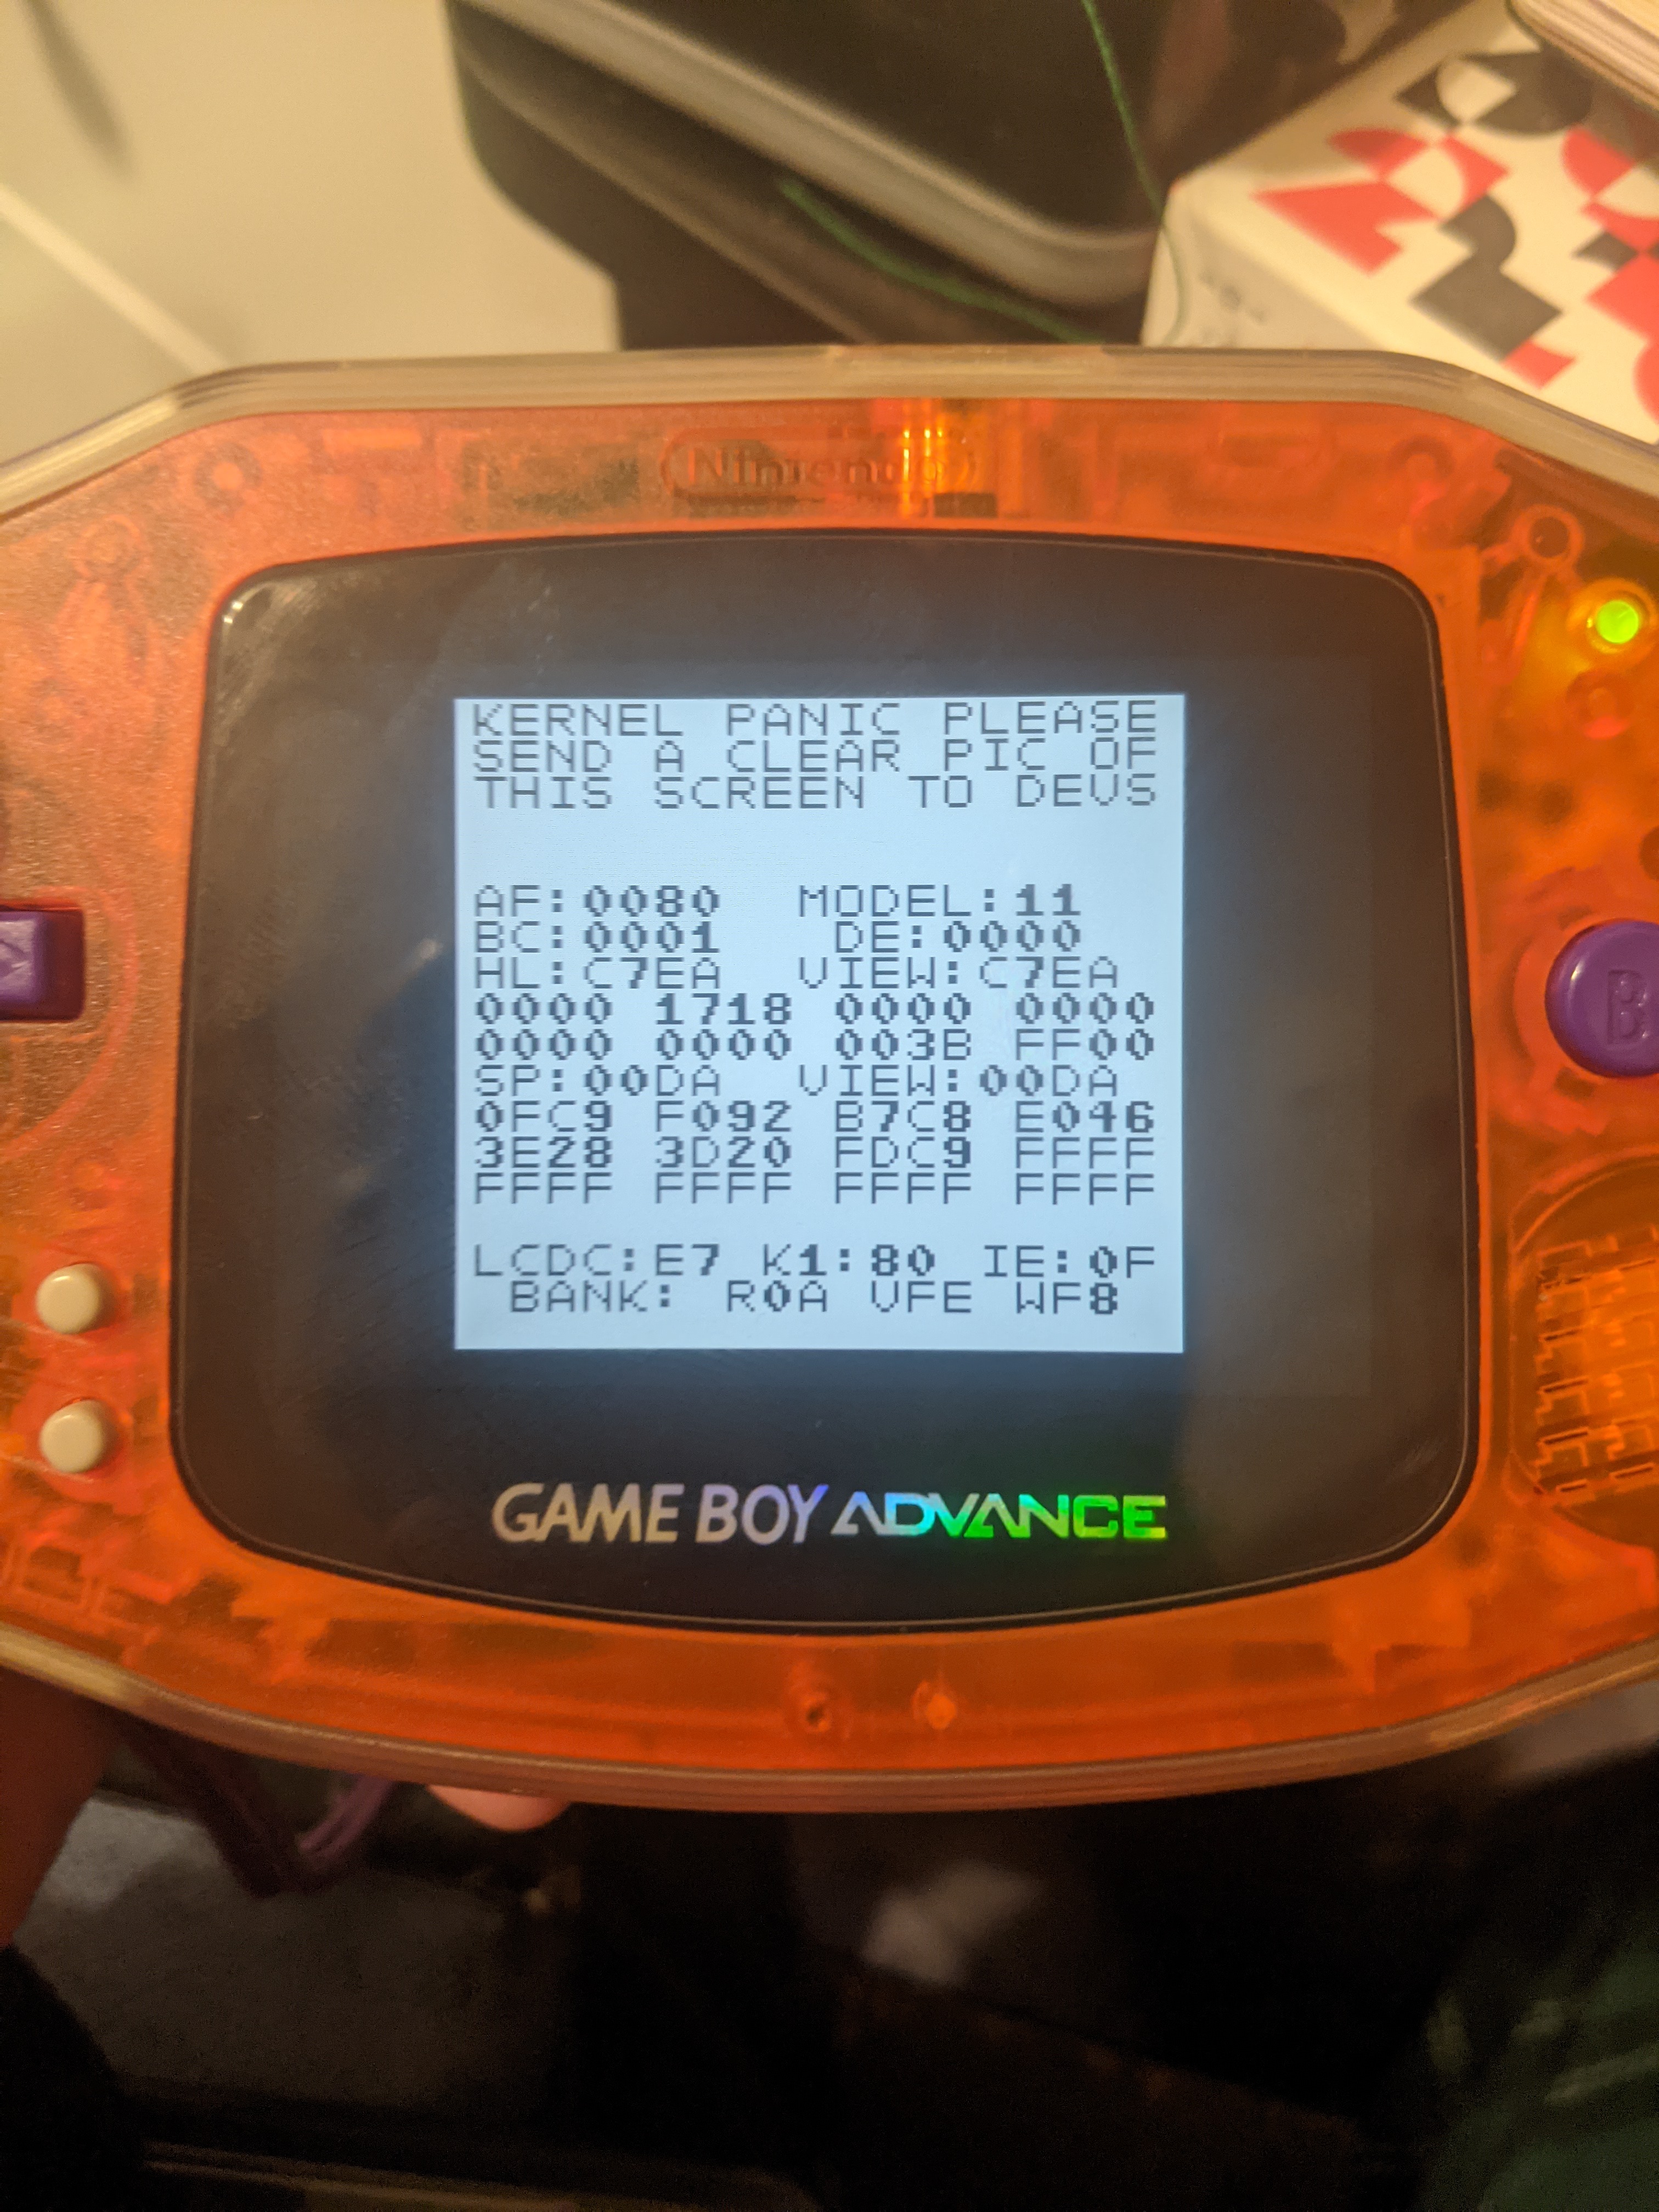 Nintendo
KERNEL PANIC PLEASE
SEND A CLEAR PIC OF
THIS SCREEN TO DEVS
AF:0080 MODEL:11
BC:0001 DE:0000
HL:C7EA VIEW:C7EA
0000 1718 0000 0000
0000 0000 003B FF00
SP:00DA VIEW:00DA
0FC9 F092 B7C8 E046
3E28 3D20 FDC9 FFFF
FFFF FFFF FFFF FFFF
LCDC:E7 K1:80 IE:0F
BANK: R0A VFE WF8
B
GAME BOY ADVANCE